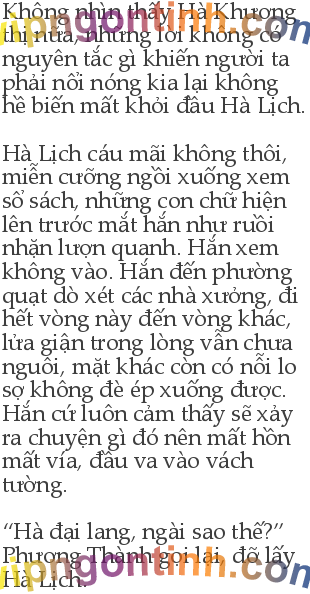 Không nhìn thấy Hà Khương
thị nữa, nhưng lời không có
nguyên tắc gì khiến người ta
phải nổi nóng kia lại không
hề biến mất khỏi đầu Hà Lịch.
Hà Lịch cáu mãi không thôi,
miễn cưỡng ngồi xuống xem
sổ sách, những con chữ hiện
lên trước mắt hắn như ruồi
nhặn lượn quanh. Hắn xem
không vào. Hắn đến phường
quạt dò xét các nhà xưởng, đi
hết vòng này đến vòng khác,
lửa giận trong lòng vẫn chưa
nguôi, mặt khác còn có nỗi lo
sợ không đè ép xuống được.
Hắn cứ luôn cảm thấy sẽ xảy
ra chuyện gì đó nên mất hồn
mất vía, đầu va vào vách
tường.
“Hà đại lang, ngài sao thế?”
Phương Thành gọi lại, đỡ lấy
Hà Lịch.